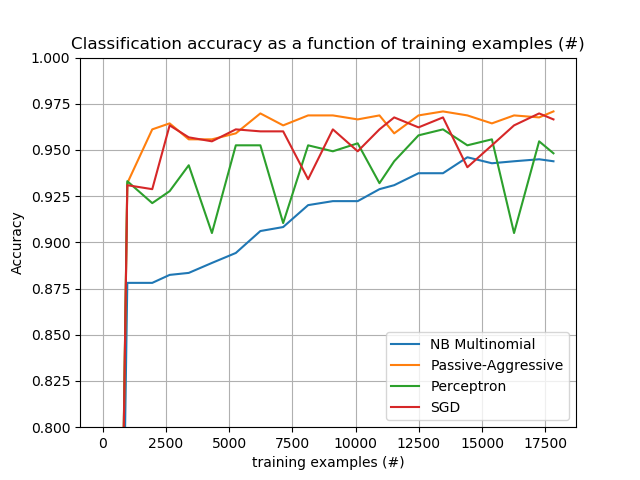 Classification accuracy as a function of training examples (#)
1.000
0.975
0.950
0.925
0.900
0.875
0.850
0.825
0.800
Accuracy
NB Multinomial
Passive-Aggressive
Perceptron
SGD
0 2500 5000 7500 10000 12500 15000 17500
training examples (#)